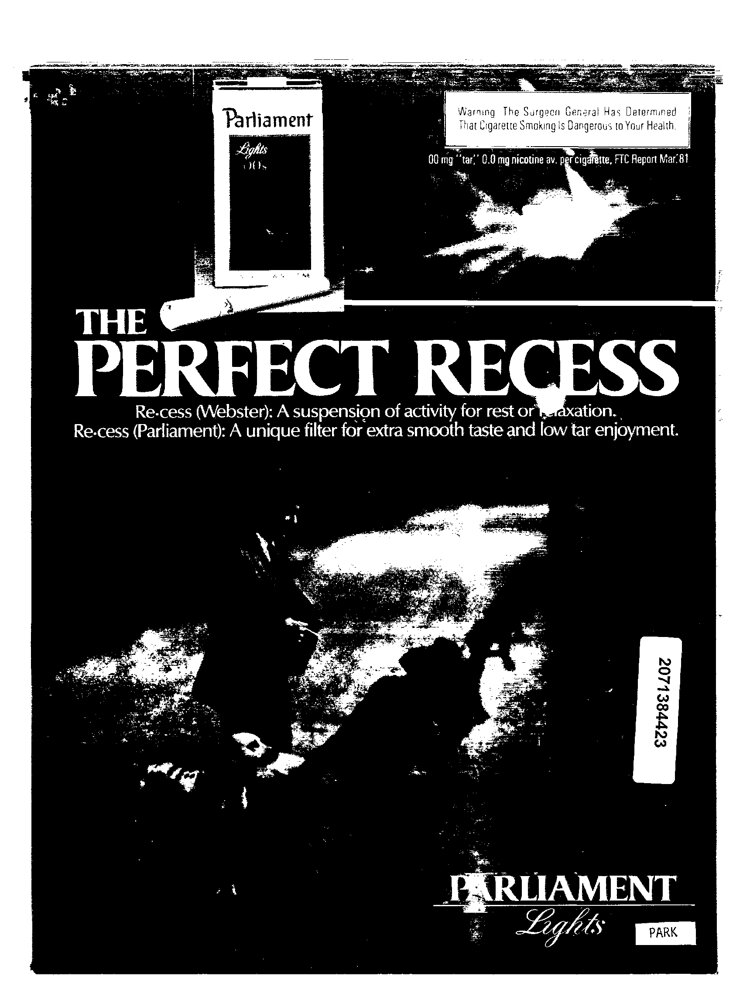 Parliament
Lights
Warning The Surgeon General Has Determined
That Cigarette Smoking Is Dangerous to Your Health.
00 mg "tar," 0.0 mg nicotine av. per cigarette, FTC Report Mar.'81
THE
PERFECT RECESS
Re·cess (Webster): A suspension of activity for rest or
Re·cess (Parliament): A unique filter for extra smooth taste and low tar enjoyment.
2071384423
PARLIAMENT
Lights
PARK